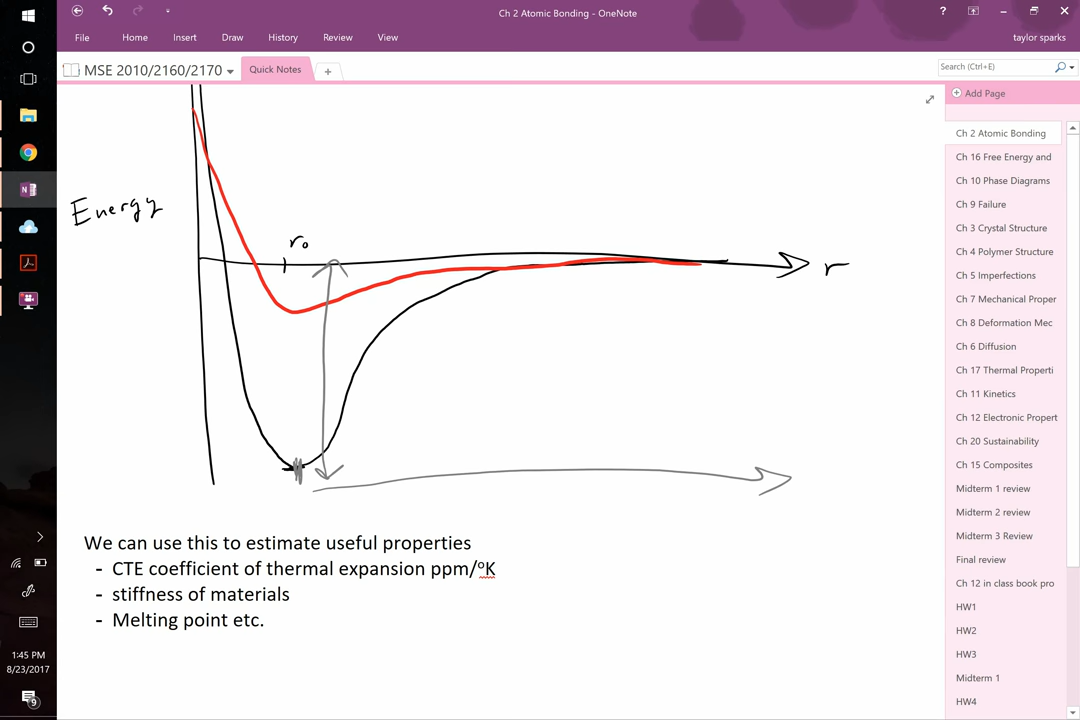 Ch 2 Atomic Bonding - OneNote
File Home Insert Draw History Review View
taylor sparks
MSE 2010/2160/2170
Quick Notes
Search (Ctrl+E)
Add Page
Ch 2 Atomic Bonding
Ch 16 Free Energy and
Ch 10 Phase Diagrams
Ch 9 Failure
Ch 3 Crystal Structure
Ch 4 Polymer Structure
Ch 5 Imperfections
Ch 7 Mechanical Proper
Ch 8 Deformation Mec
Ch 6 Diffusion
Ch 17 Thermal Properti
Ch 11 Kinetics
Ch 12 Electronic Propert
Ch 20 Sustainability
Ch 15 Composites
Midterm 1 review
Midterm 2 review
Midterm 3 Review
Final review
Ch 12 in class book pro
HW1
HW2
HW3
Midterm 1
HW4
Energy
r₀
r
We can use this to estimate useful properties
- CTE coefficient of thermal expansion ppm/°K
- stiffness of materials
- Melting point etc.
1:45 PM
8/23/2017
9